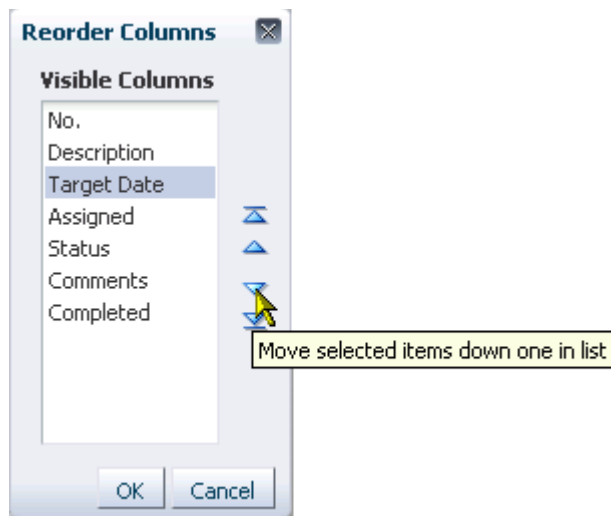 Reorder Columns
Visible Columns
No.
Description
Target Date
Assigned
Status
Comments
Completed
Move selected items down one in list
OK
Cancel